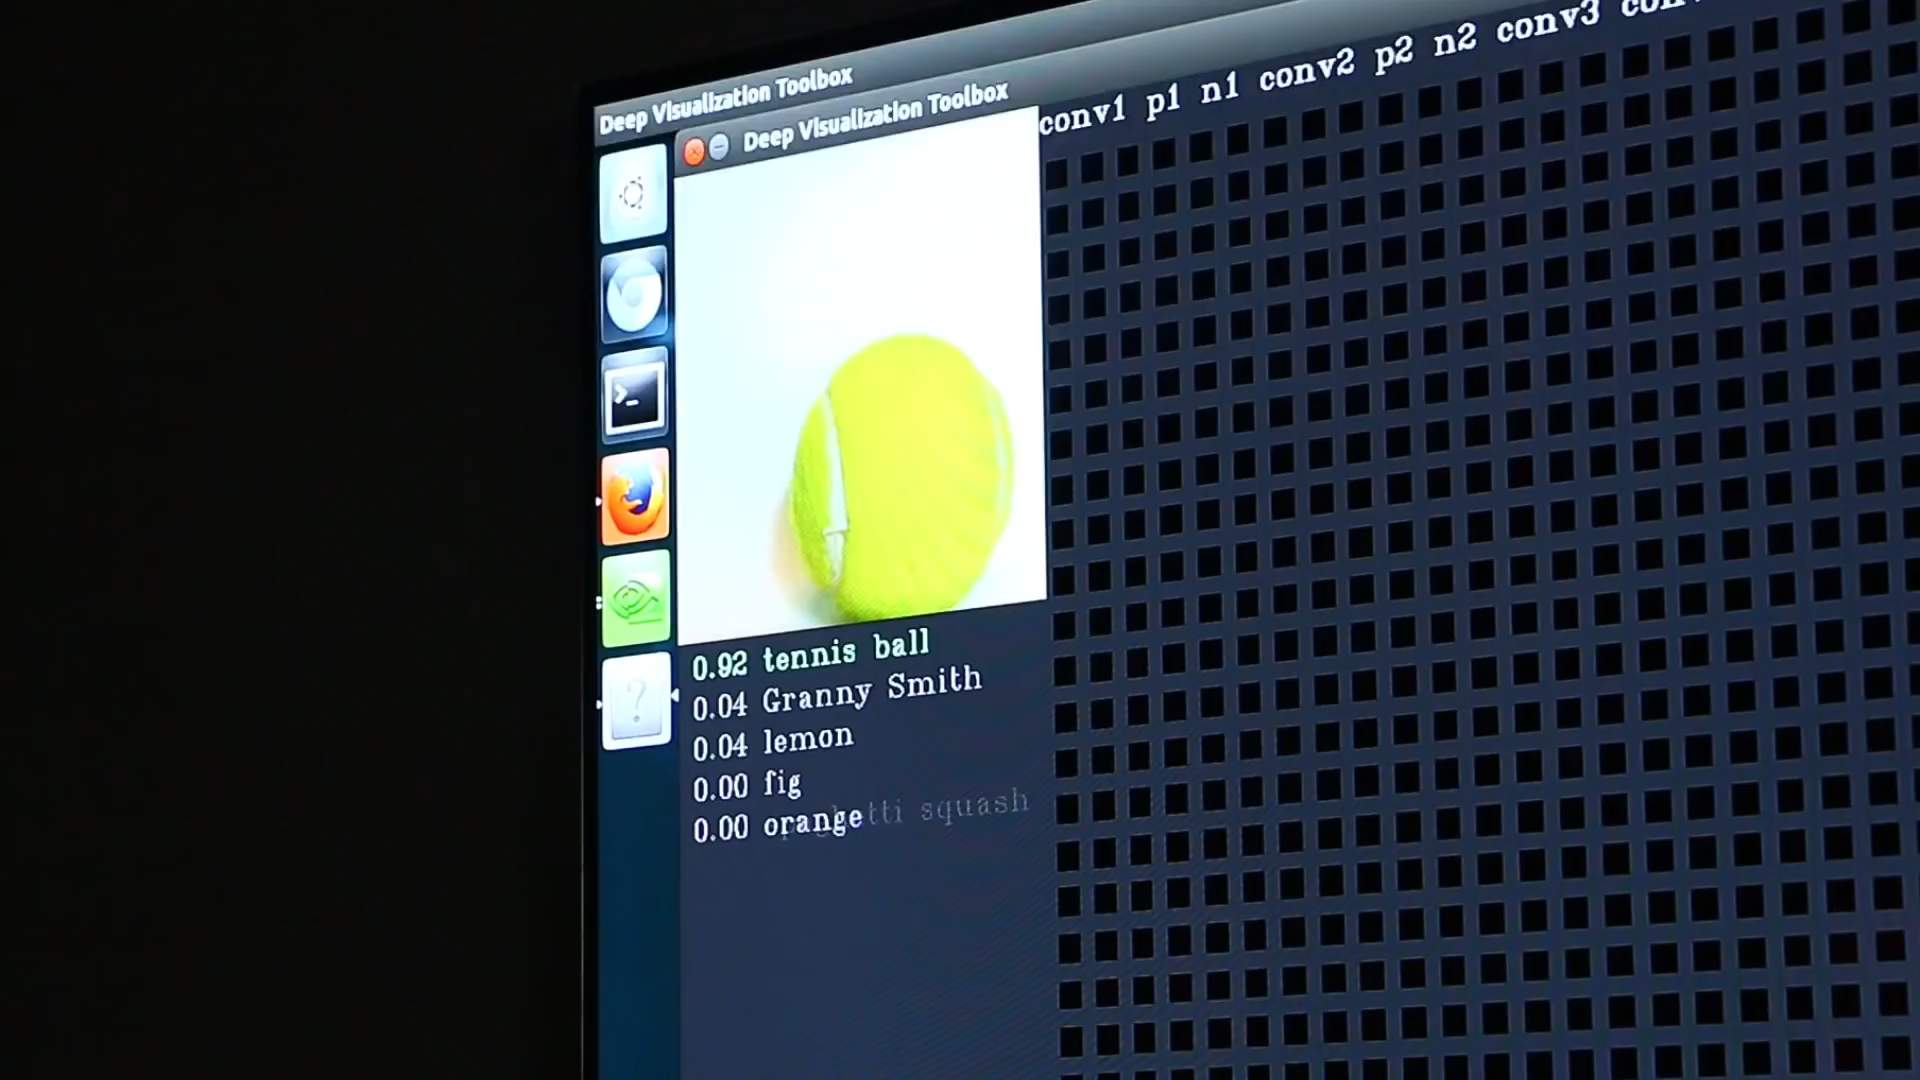 Deep Visualization Toolbox
Deep Visualization Toolbox
conv1 p1 n1 conv2 p2 n2 conv3
0.92 tennis ball
0.04 Granny Smith
0.04 lemon
0.00 fig
0.00 orange
squash